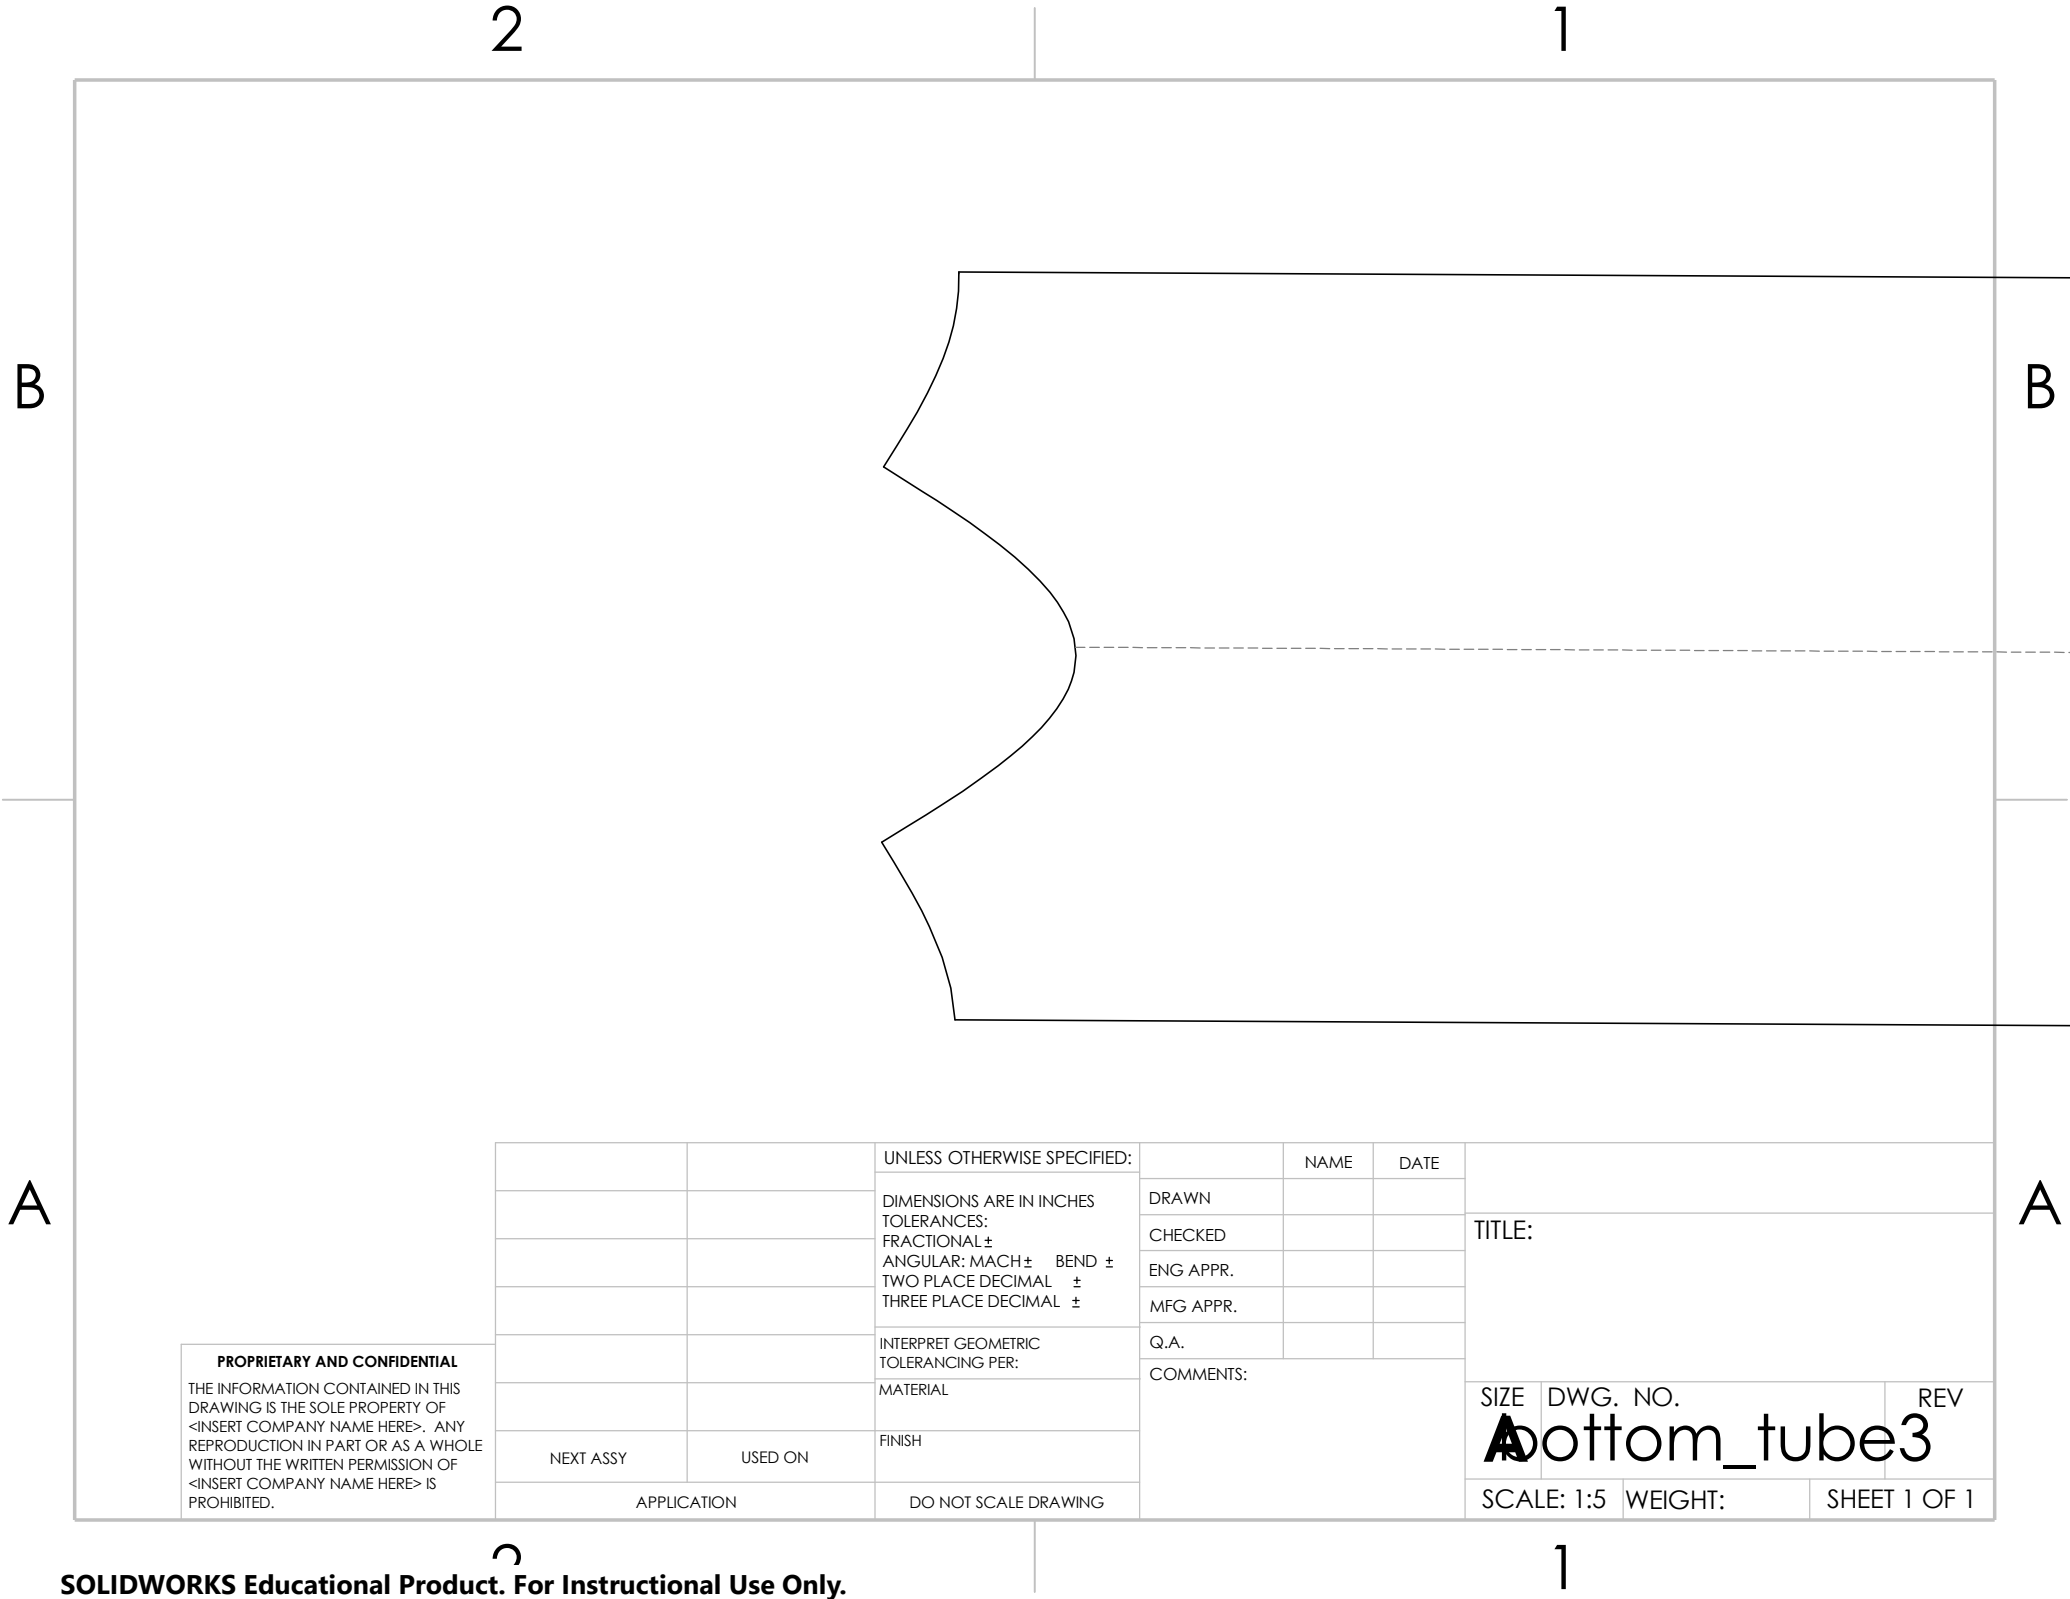 2 1
B B
A A
UNLESS OTHERWISE SPECIFIED:
DIMENSIONS ARE IN INCHES
TOLERANCES:
FRACTIONAL ±
ANGULAR: MACH ± BEND ±
TWO PLACE DECIMAL ±
THREE PLACE DECIMAL ±
INTERPRET GEOMETRIC
TOLERANCING PER:
MATERIAL
FINISH
DO NOT SCALE DRAWING
NAME DATE
DRAWN
CHECKED
ENG APPR.
MFG APPR.
Q.A.
COMMENTS:
TITLE:
SIZE DWG. NO. REV
A bottom_tube3
SCALE: 1:5 WEIGHT: SHEET 1 OF 1
PROPRIETARY AND CONFIDENTIAL
THE INFORMATION CONTAINED IN THIS
DRAWING IS THE SOLE PROPERTY OF
<INSERT COMPANY NAME HERE>. ANY
REPRODUCTION IN PART OR AS A WHOLE
WITHOUT THE WRITTEN PERMISSION OF
<INSERT COMPANY NAME HERE> IS
PROHIBITED.
NEXT ASSY USED ON
APPLICATION
2 1
SOLIDWORKS Educational Product. For Instructional Use Only.